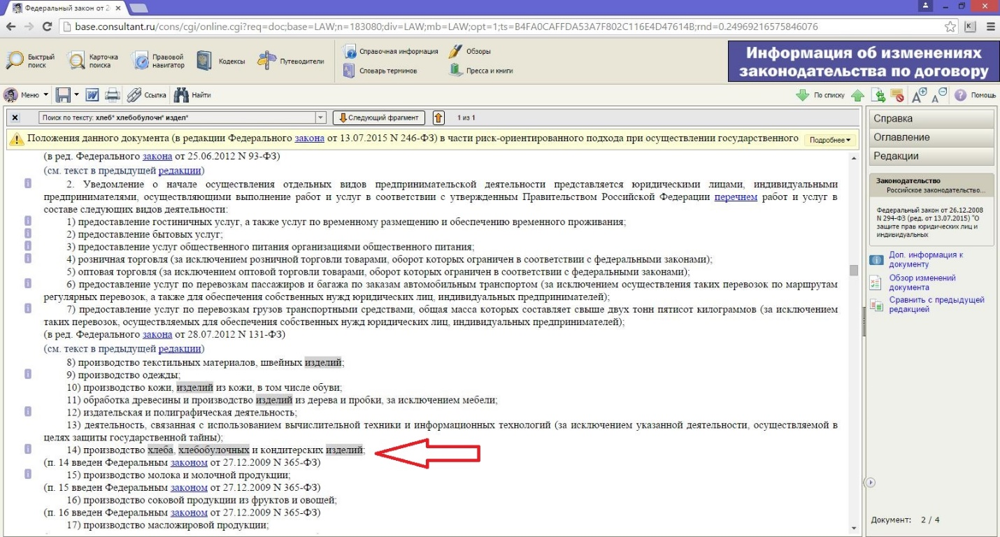 Федеральный закон от 2
base.consultant.ru/cons/cgi/online.cgi?req=doc;base=LAW;n=183080;div=LAW;mb=LAW;opt=1;ts=B4FA0CAFFDA53A7F802C116E4D47614B;rnd=0.24969216575846076
Быстрый поиск
Карточка поиска
Правовой навигатор
Кодексы
Путеводители
Справочная информация
Словарь терминов
Обзоры
Пресса и книги
Информация об изменениях
законодательства по договору
Меню
Ссылка
Найти
По списку
Помощь
Поиск по тексту: хлеб* хлебобулочн* издел*
Следующий фрагмент
1 из 1
Положения данного документа (в редакции Федерального закона от 13.07.2015 N 246-ФЗ) в части риск-ориентированного подхода при осуществлении государственного
Подробнее
(в ред. Федерального закона от 25.06.2012 N 93-ФЗ)
(см. текст в предыдущей редакции)
2. Уведомление о начале осуществления отдельных видов предпринимательской деятельности представляется юридическими лицами, индивидуальными
предпринимателями, осуществляющими выполнение работ и услуг в соответствии с утвержденным Правительством Российской Федерации перечнем работ и услуг в
составе следующих видов деятельности:
1) предоставление гостиничных услуг, а также услуг по временному размещению и обеспечению временного проживания;
2) предоставление бытовых услуг;
3) предоставление услуг общественного питания организациями общественного питания;
4) розничная торговля (за исключением розничной торговли товарами, оборот которых ограничен в соответствии с федеральными законами);
5) оптовая торговля (за исключением оптовой торговли товарами, оборот которых ограничен в соответствии с федеральными законами);
6) предоставление услуг по перевозкам пассажиров и багажа по заказам автомобильным транспортом (за исключением осуществления таких перевозок по маршрутам
регулярных перевозок, а также для обеспечения собственных нужд юридических лиц, индивидуальных предпринимателей);
7) предоставление услуг по перевозкам грузов транспортными средствами, общая масса которых составляет свыше двух тонн пятисот килограммов (за исключением
таких перевозок, осуществляемых для обеспечения собственных нужд юридических лиц, индивидуальных предпринимателей);
(в ред. Федерального закона от 28.07.2012 N 131-ФЗ)
(см. текст в предыдущей редакции)
8) производство текстильных материалов, швейных изделий;
9) производство одежды;
10) производство кожи, изделий из кожи, в том числе обуви;
11) обработка древесины и производство изделий из дерева и пробки, за исключением мебели;
12) издательская и полиграфическая деятельность;
13) деятельность, связанная с использованием вычислительной техники и информационных технологий (за исключением указанной деятельности, осуществляемой в
целях защиты государственной тайны);
14) производство хлеба, хлебобулочных и кондитерских изделий;
(п. 14 введен Федеральным законом от 27.12.2009 N 365-ФЗ)
15) производство молока и молочной продукции;
(п. 15 введен Федеральным законом от 27.12.2009 N 365-ФЗ)
16) производство соковой продукции из фруктов и овощей;
(п. 16 введен Федеральным законом от 27.12.2009 N 365-ФЗ)
17) производство масложировой продукции;
Справка
Оглавление
Редакции
Законодательство
Российское законодательство...
Федеральный закон от 26.12.2008
N 294-ФЗ (ред. от 13.07.2015) "О
защите прав юридических лиц и
индивидуальных
Доп. информация к
документу
Обзор изменений
документа
Сравнить с предыдущей
редакцией
Документ: 2 / 4